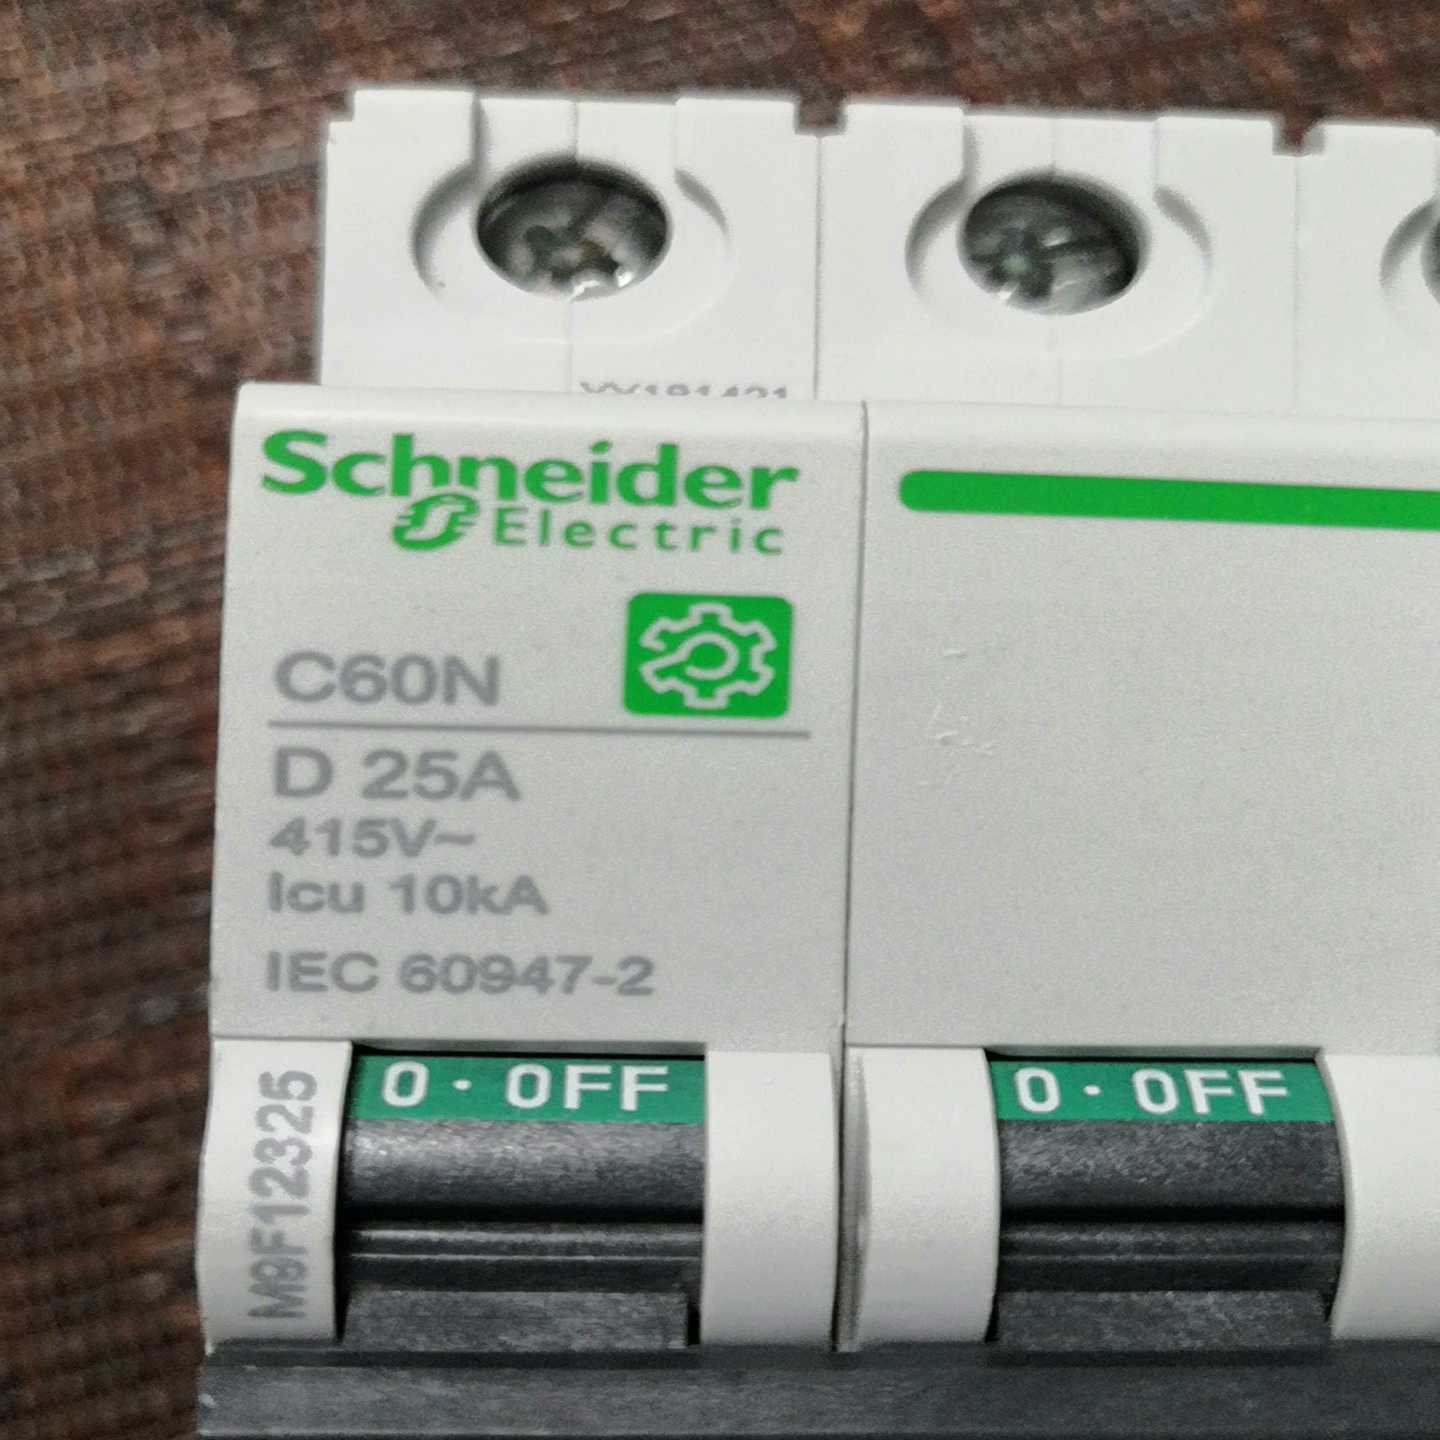 Schneider
Electric
C60N
D 25A
415V~
Icu 10kA
IEC 60947-2
0 · OFF
0 · OFF
M9F12325